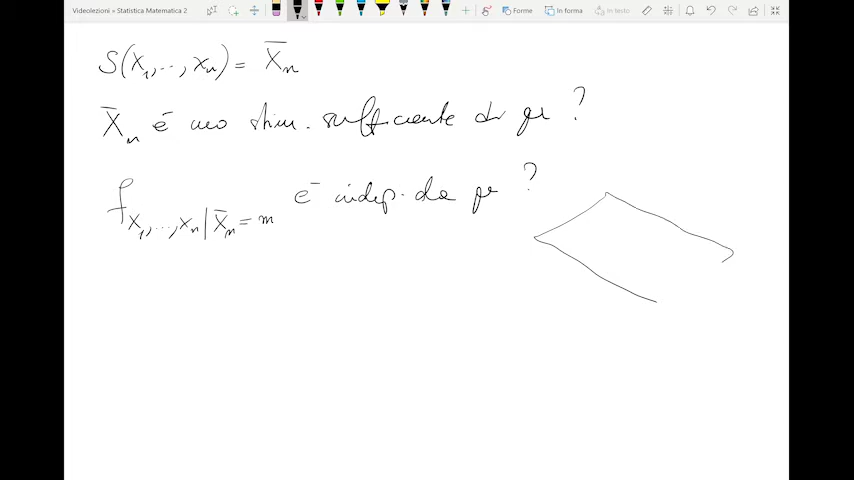 Videolezioni » Statistica Matematica 2
Forme
In forma
In testo
S(X₁,...,Xₙ) = X̄ₙ
X̄ₙ è uno stim. sufficiente di μ ?
f_{X₁,...,Xₙ | X̄ₙ = m} è indep. da μ ?